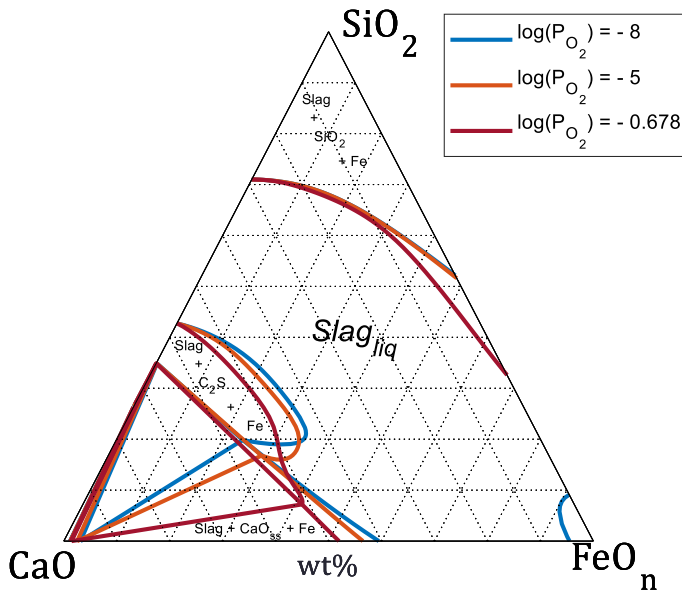 SiO2
log(PO2) = - 8
log(PO2) = - 5
log(PO2) = - 0.678
Slag
+
SiO2
+ Fe
Slagliq
Slag
+
C2S
+
Fe
Slag + CaOss + Fe
CaO
wt%
FeOn